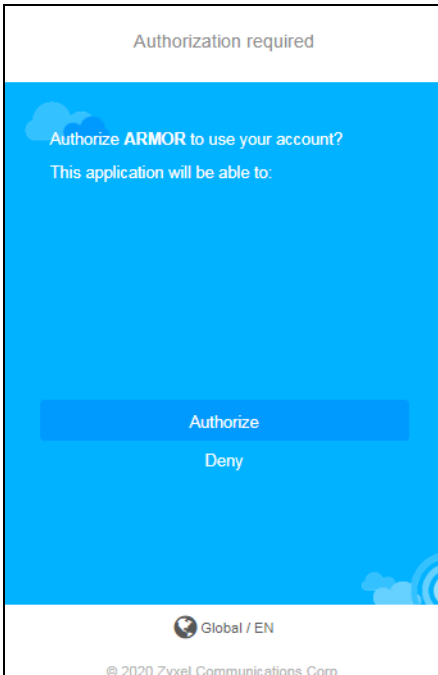 Authorization required
Authorize ARMOR to use your account?
This application will be able to:
Authorize
Deny
Global / EN
© 2020 Zyxel Communications Corp